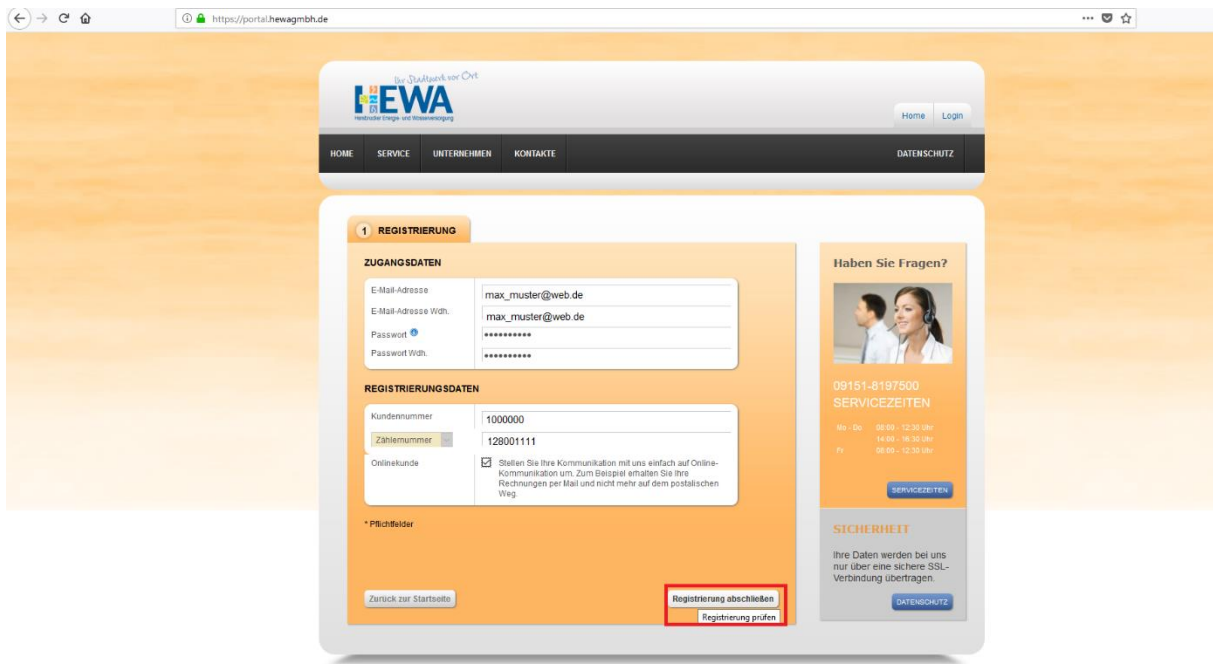 https://portal.hewagmbh.de
Ihr Stadtwerk vor Ort
HEWA
Hersbrucker Energie- und Wasserversorgung
Home Login
HOME SERVICE UNTERNEHMEN KONTAKTE DATENSCHUTZ
1 REGISTRIERUNG
ZUGANGSDATEN
E-Mail-Adresse max_muster@web.de
E-Mail-Adresse Wdh. max_muster@web.de
Passwort ••••••••••
Passwort Wdh. ••••••••••
REGISTRIERUNGSDATEN
Kundennummer 1000000
Zählernummer 128001111
Onlinekunde Stellen Sie Ihre Kommunikation mit uns einfach auf Online-
Kommunikation um. Zum Beispiel erhalten Sie Ihre
Rechnungen per Mail und nicht mehr auf dem postalischen
Weg.
* Pflichtfelder
Zurück zur Startseite
Registrierung abschließen
Registrierung prüfen
Haben Sie Fragen?
09151-8197500
SERVICEZEITEN
Mo - Do 08:00 - 12:30 Uhr
14:00 - 16:30 Uhr
Fr 08:00 - 12:30 Uhr
SERVICEZEITEN
SICHERHEIT
Ihre Daten werden bei uns
nur über eine sichere SSL-
Verbindung übertragen.
DATENSCHUTZ